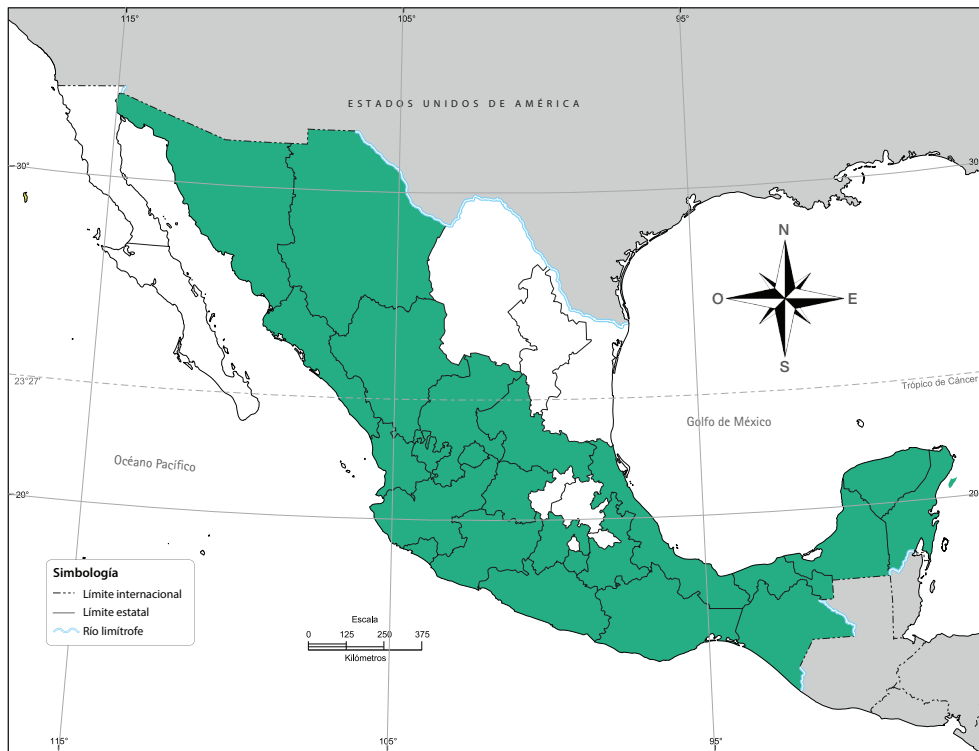 115°
105°
95°
ESTADOS UNIDOS DE AMÉRICA
30°
30°
N
O
E
S
23°27'
Trópico de Cáncer
Golfo de México
Océano Pacífico
20°
20°
Simbología
Límite internacional
Límite estatal
Río limítrofe
Escala
0 125 250 375
Kilómetros
115°
105°
95°